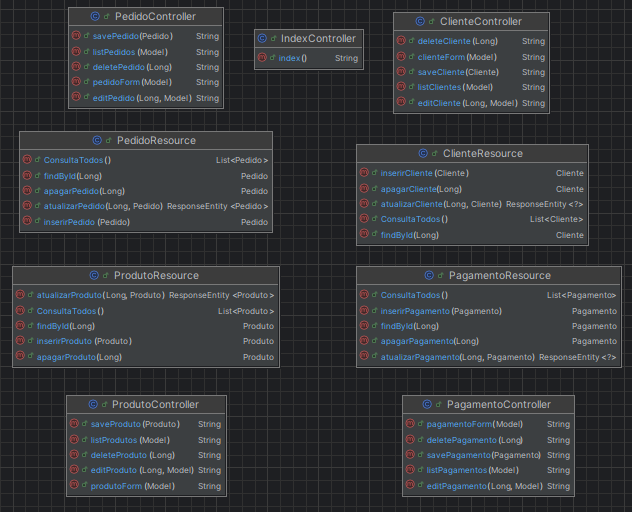 PedidoController
savePedido(Pedido) String
listPedidos(Model) String
deletePedido(Long) String
pedidoForm(Model) String
editPedido(Long, Model) String
IndexController
index() String
ClienteController
deleteCliente(Long) String
clienteForm(Model) String
saveCliente(Cliente) String
listClientes(Model) String
editCliente(Long, Model) String
PedidoResource
ConsultaTodos() List<Pedido>
findById(Long) Pedido
apagarPedido(Long) Pedido
atualizarPedido(Long, Pedido) ResponseEntity<Pedido>
inserirPedido(Pedido) Pedido
ClienteResource
inserirCliente(Cliente) Cliente
apagarCliente(Long) Cliente
atualizarCliente(Long, Cliente) ResponseEntity<?>
ConsultaTodos() List<Cliente>
findById(Long) Cliente
ProdutoResource
atualizarProduto(Long, Produto) ResponseEntity<Produto>
ConsultaTodos() List<Produto>
findById(Long) Produto
inserirProduto(Produto) Produto
apagarProduto(Long) Produto
PagamentoResource
ConsultaTodos() List<Pagamento>
inserirPagamento(Pagamento) Pagamento
findById(Long) Pagamento
apagarPagamento(Long) Pagamento
atualizarPagamento(Long, Pagamento) ResponseEntity<?>
ProdutoController
saveProduto(Produto) String
listProdutos(Model) String
deleteProduto(Long) String
editProduto(Long, Model) String
produtoForm(Model) String
PagamentoController
pagamentoForm(Model) String
deletePagamento(Long) String
savePagamento(Pagamento) String
listPagamentos(Model) String
editPagamento(Long, Model) String